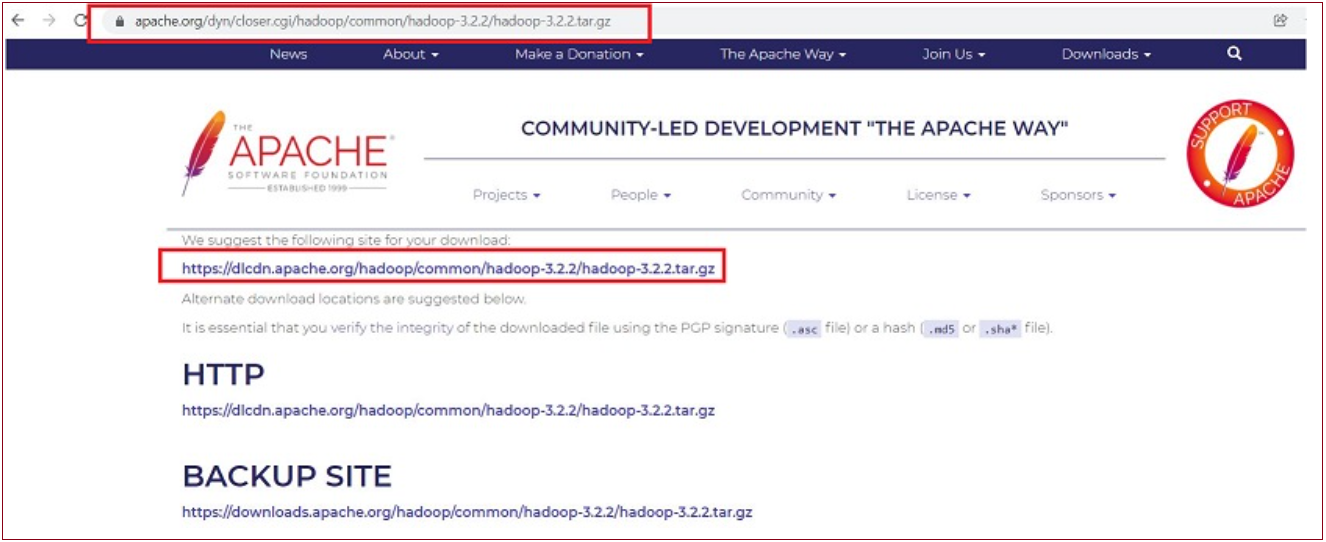 apache.org/dyn/closer.cgi/hadoop/common/hadoop-3.2.2/hadoop-3.2.2.tar.gz
News About Make a Donation The Apache Way Join Us Downloads
THE
APACHE®
SOFTWARE FOUNDATION
ESTABLISHED 1999
COMMUNITY-LED DEVELOPMENT "THE APACHE WAY"
SUPPORT
APACHE
Projects People Community License Sponsors
We suggest the following site for your download:
https://dlcdn.apache.org/hadoop/common/hadoop-3.2.2/hadoop-3.2.2.tar.gz
Alternate download locations are suggested below.
It is essential that you verify the integrity of the downloaded file using the PGP signature ( .asc file) or a hash ( .md5 or .sha* file).
HTTP
https://dlcdn.apache.org/hadoop/common/hadoop-3.2.2/hadoop-3.2.2.tar.gz
BACKUP SITE
https://downloads.apache.org/hadoop/common/hadoop-3.2.2/hadoop-3.2.2.tar.gz